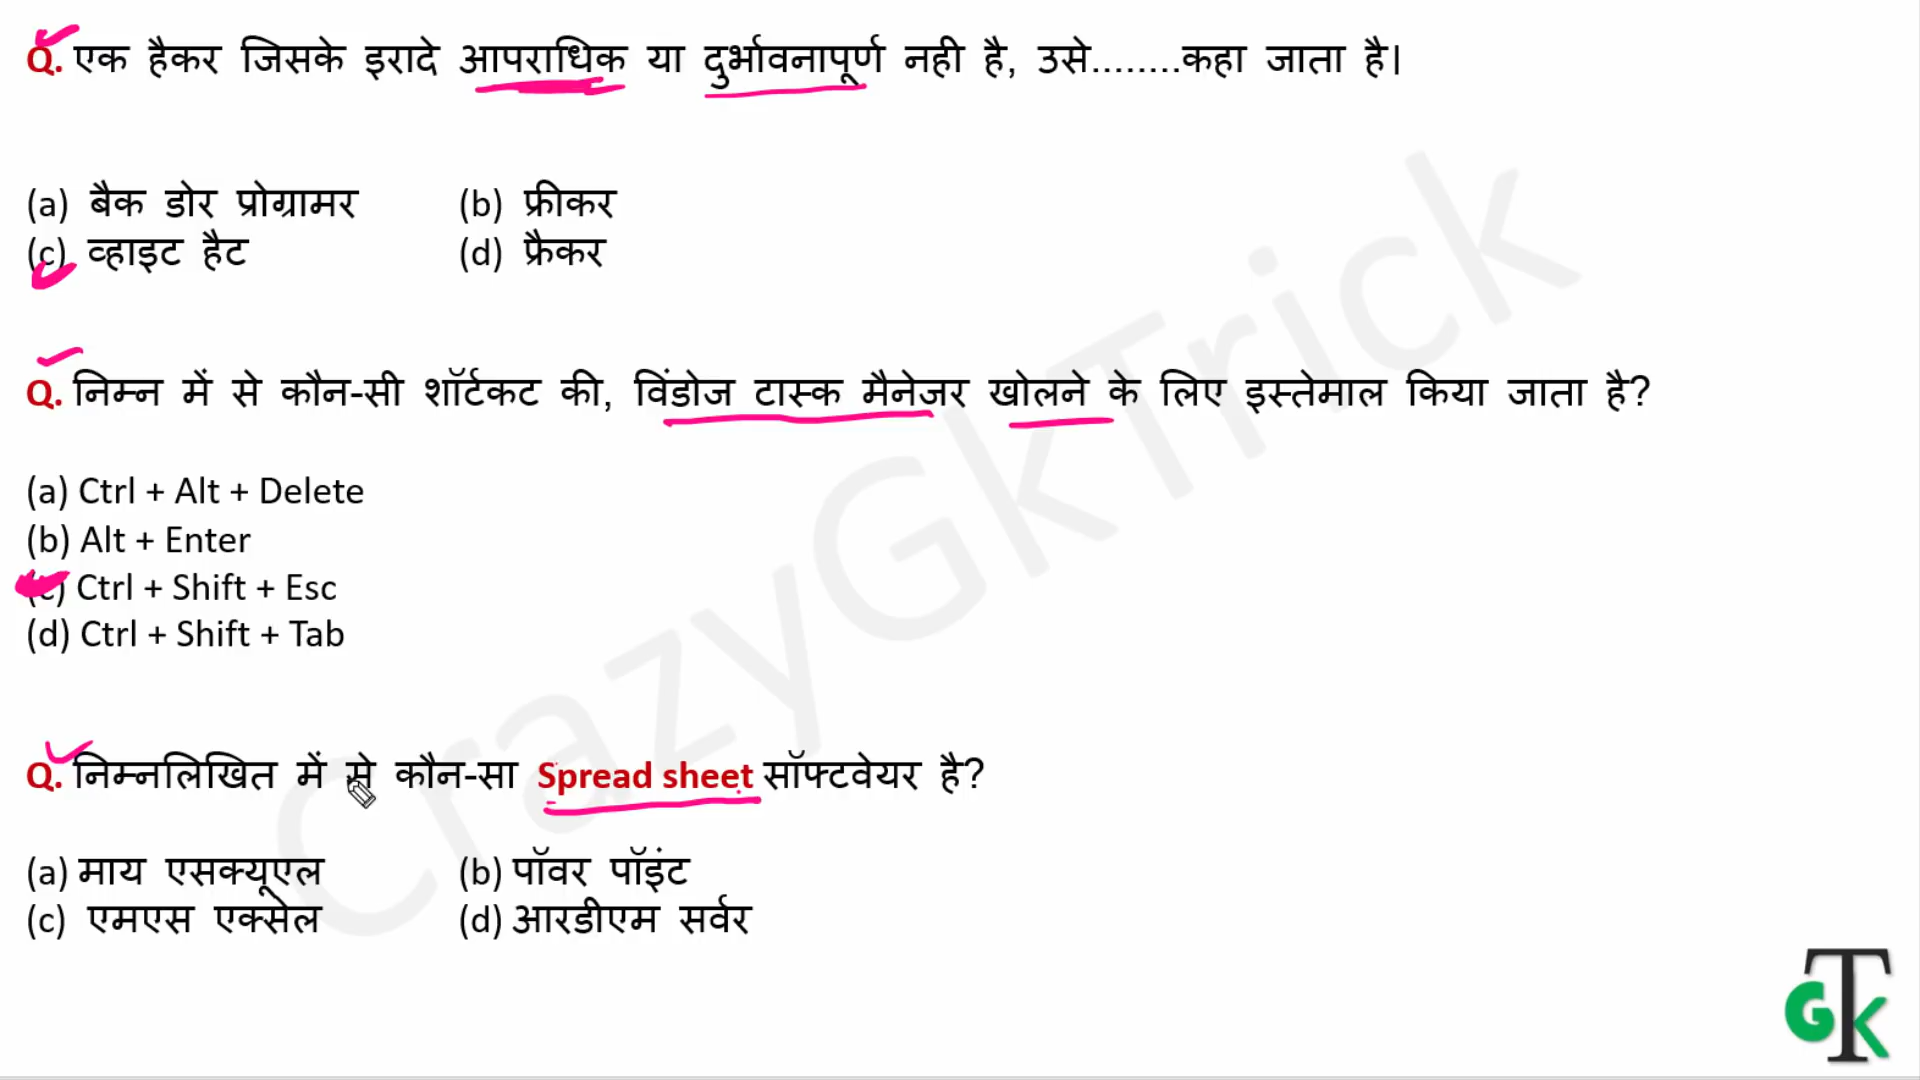 Q. एक हैकर जिसके इरादे आपराधिक या दुर्भावनापूर्ण नही है, उसे........कहा जाता है।
(a) बैक डोर प्रोग्रामर (b) फ्रीकर
(c) व्हाइट हैट (d) फ्रैकर
Q. निम्न में से कौन-सी शॉर्टकट की, विंडोज टास्क मैनेजर खोलने के लिए इस्तेमाल किया जाता है?
(a) Ctrl + Alt + Delete
(b) Alt + Enter
(c) Ctrl + Shift + Esc
(d) Ctrl + Shift + Tab
Q. निम्नलिखित में से कौन-सा Spread sheet सॉफ्टवेयर है?
(a) माय एसक्यूएल (b) पॉवर पॉइंट
(c) एमएस एक्सेल (d) आरडीएम सर्वर
CrazyGkTrick
GTK